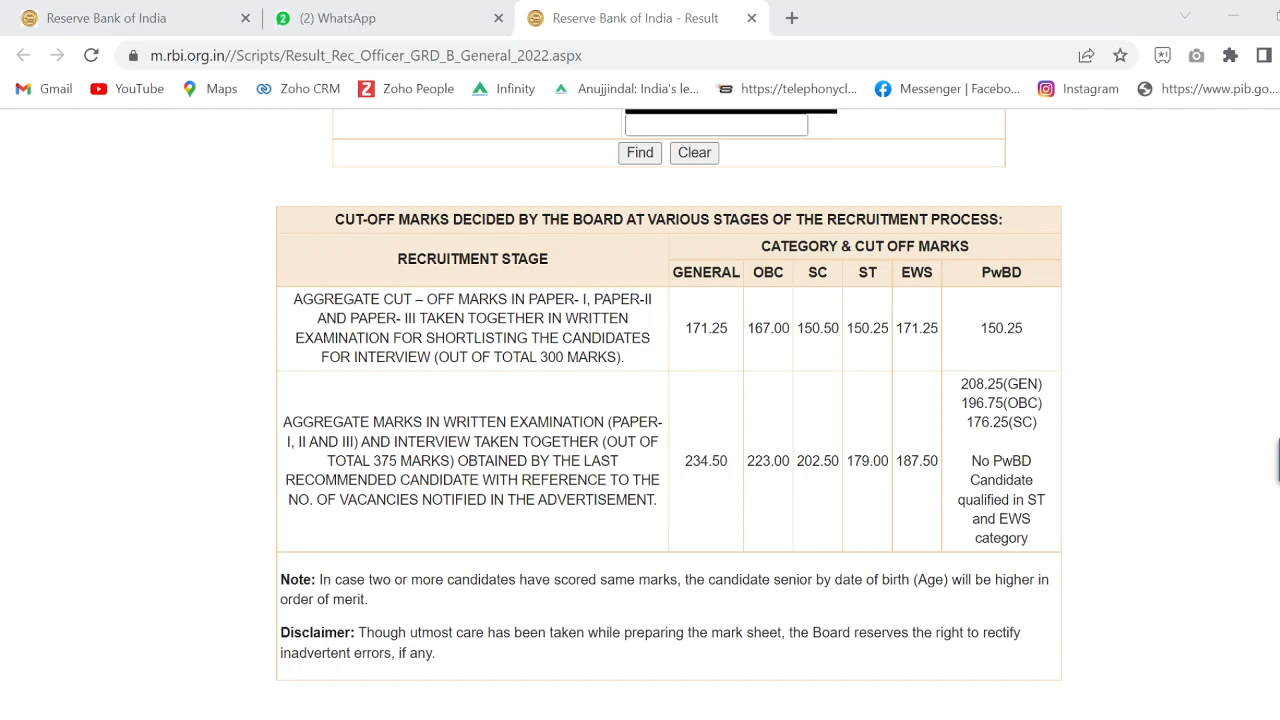 Reserve Bank of India
(2) WhatsApp
Reserve Bank of India - Result
m.rbi.org.in//Scripts/Result_Rec_Officer_GRD_B_General_2022.aspx
Gmail YouTube Maps Zoho CRM Zoho People Infinity Anujjindal: India's le... https://telephonycl... Messenger | Facebo... Instagram https://www.pib.go...
Find Clear
CUT-OFF MARKS DECIDED BY THE BOARD AT VARIOUS STAGES OF THE RECRUITMENT PROCESS:
RECRUITMENT STAGE
CATEGORY & CUT OFF MARKS
GENERAL OBC SC ST EWS PwBD
AGGREGATE CUT – OFF MARKS IN PAPER- I, PAPER-II
AND PAPER- III TAKEN TOGETHER IN WRITTEN
EXAMINATION FOR SHORTLISTING THE CANDIDATES
FOR INTERVIEW (OUT OF TOTAL 300 MARKS).
171.25 167.00 150.50 150.25 171.25 150.25
AGGREGATE MARKS IN WRITTEN EXAMINATION (PAPER-
I, II AND III) AND INTERVIEW TAKEN TOGETHER (OUT OF
TOTAL 375 MARKS) OBTAINED BY THE LAST
RECOMMENDED CANDIDATE WITH REFERENCE TO THE
NO. OF VACANCIES NOTIFIED IN THE ADVERTISEMENT.
234.50 223.00 202.50 179.00 187.50
208.25(GEN)
196.75(OBC)
176.25(SC)
No PwBD
Candidate
qualified in ST
and EWS
category
Note: In case two or more candidates have scored same marks, the candidate senior by date of birth (Age) will be higher in
order of merit.
Disclaimer: Though utmost care has been taken while preparing the mark sheet, the Board reserves the right to rectify
inadvertent errors, if any.